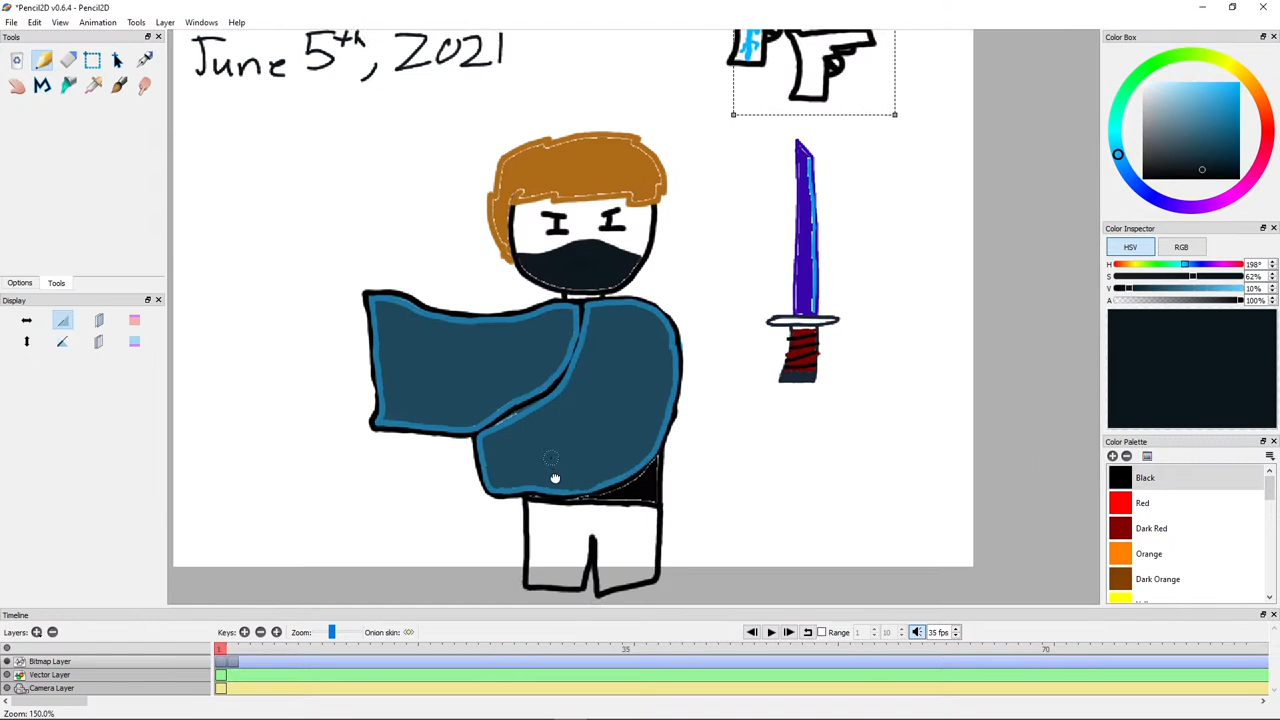 *Pencil2D v0.6.4 - Pencil2D
File Edit View Animation Tools Layer Windows Help
Tools
Color Box
June 5th, 2021
Color Inspector
HSV RGB
H 198°
S 62%
V 10%
A 100%
Options Tools
Display
Color Palette
Black
Red
Dark Red
Orange
Dark Orange
Timeline
Layers: Keys: Zoom: Onion skin: Range 1 10 35 fps
1 35 70
Bitmap Layer
Vector Layer
Camera Layer
Zoom: 150.0%